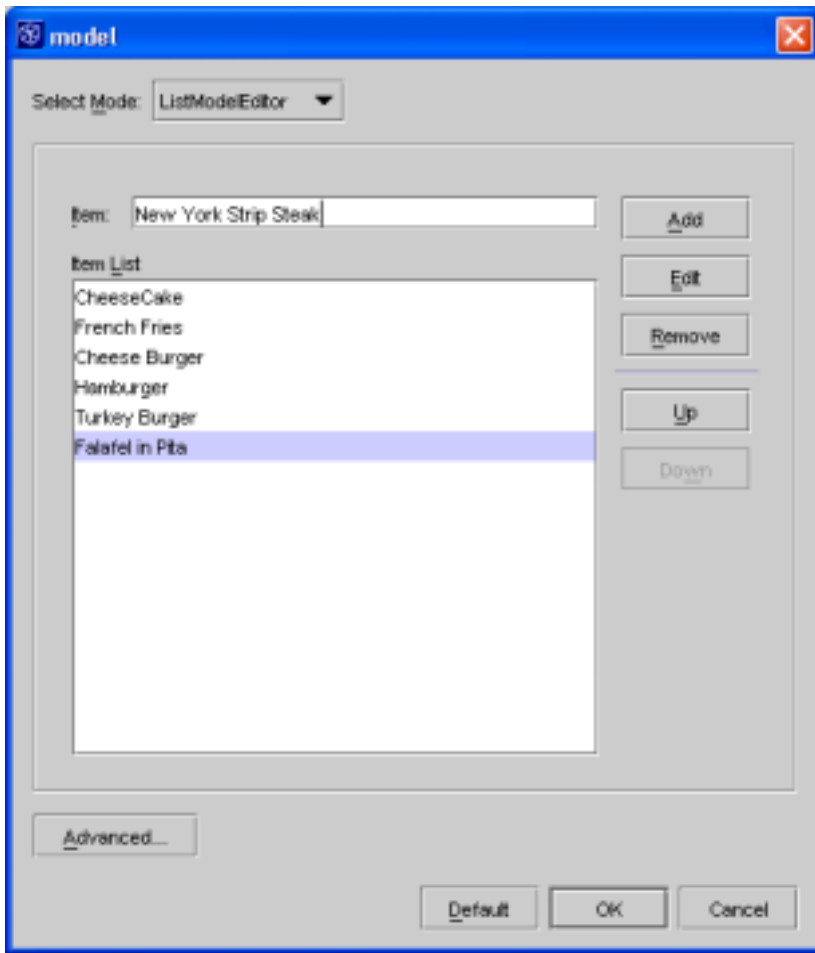 model
Select Mode: ListModelEditor
Item: New York Strip Steak
Add
Item List
Edit
CheeseCake
French Fries
Remove
Cheese Burger
Hamburger
Turkey Burger
Up
Falafel in Pita
Down
Advanced...
Default OK Cancel